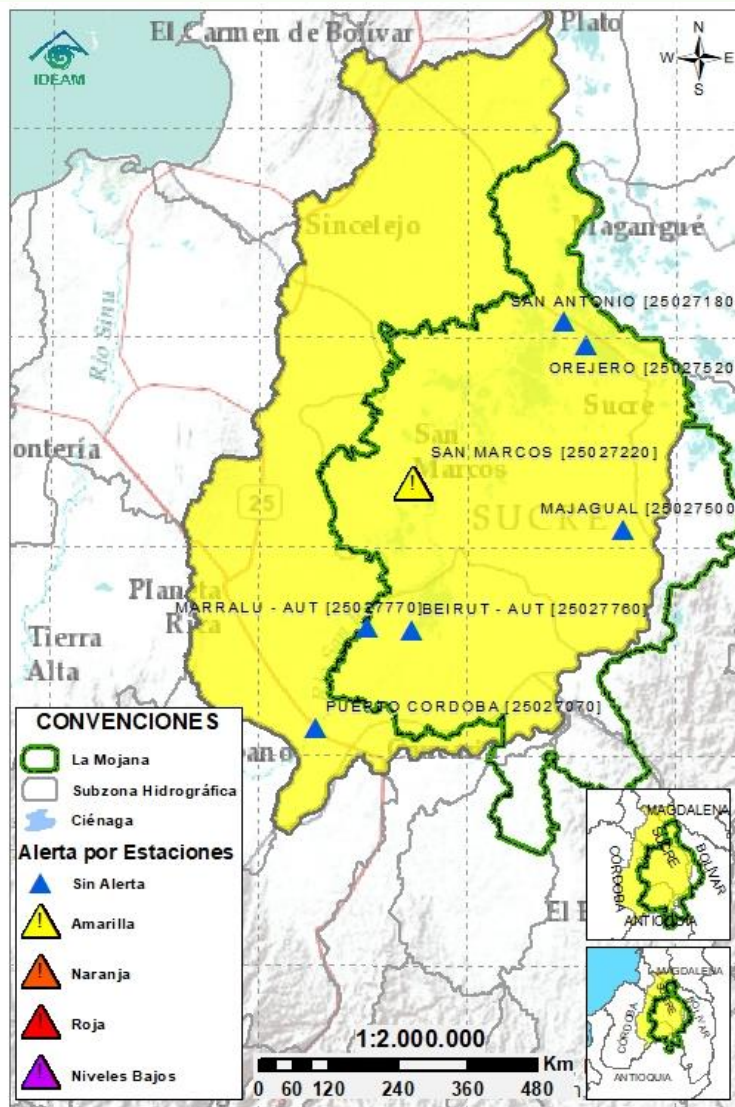 El Carmen de Bolívar
Plato
N
W E
S
IDEAM
Sincelejo
Magangué
Río Sinú
SAN ANTONIO [25027180
OREJERO [25027520
Sucre
ontería
San
Marcos
SAN MARCOS [25027220]
25
MAJAGUAL [25027500
SUCRE
Planeta
Rica
MARRALU - AUT [25027770]
BEIRUT - AUT [25027760]
Tierra
Alta
PUERTO CORDOBA [25027070]
CONVENCIONES
La Mojana
Subzona Hidrográfica
Ciénaga
Alerta por Estaciones
Sin Alerta
! Amarilla
! Naranja
! Roja
! Niveles Bajos
MAGDALENA
SUCRE
BOLÍVAR
CÓRDOBA
ANTIOQUIA
El B
MAGDALENA
BOLÍVAR
CÓRDOBA
ANTIOQUIA
1:2.000.000
Km
0 60 120 240 360 480